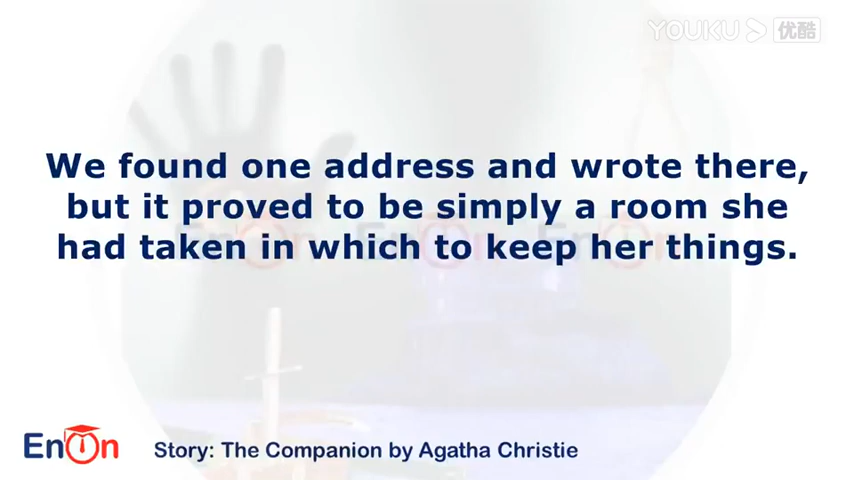 YOUKU 优酷
We found one address and wrote there,
but it proved to be simply a room she
had taken in which to keep her things.
EnOn
Story: The Companion by Agatha Christie